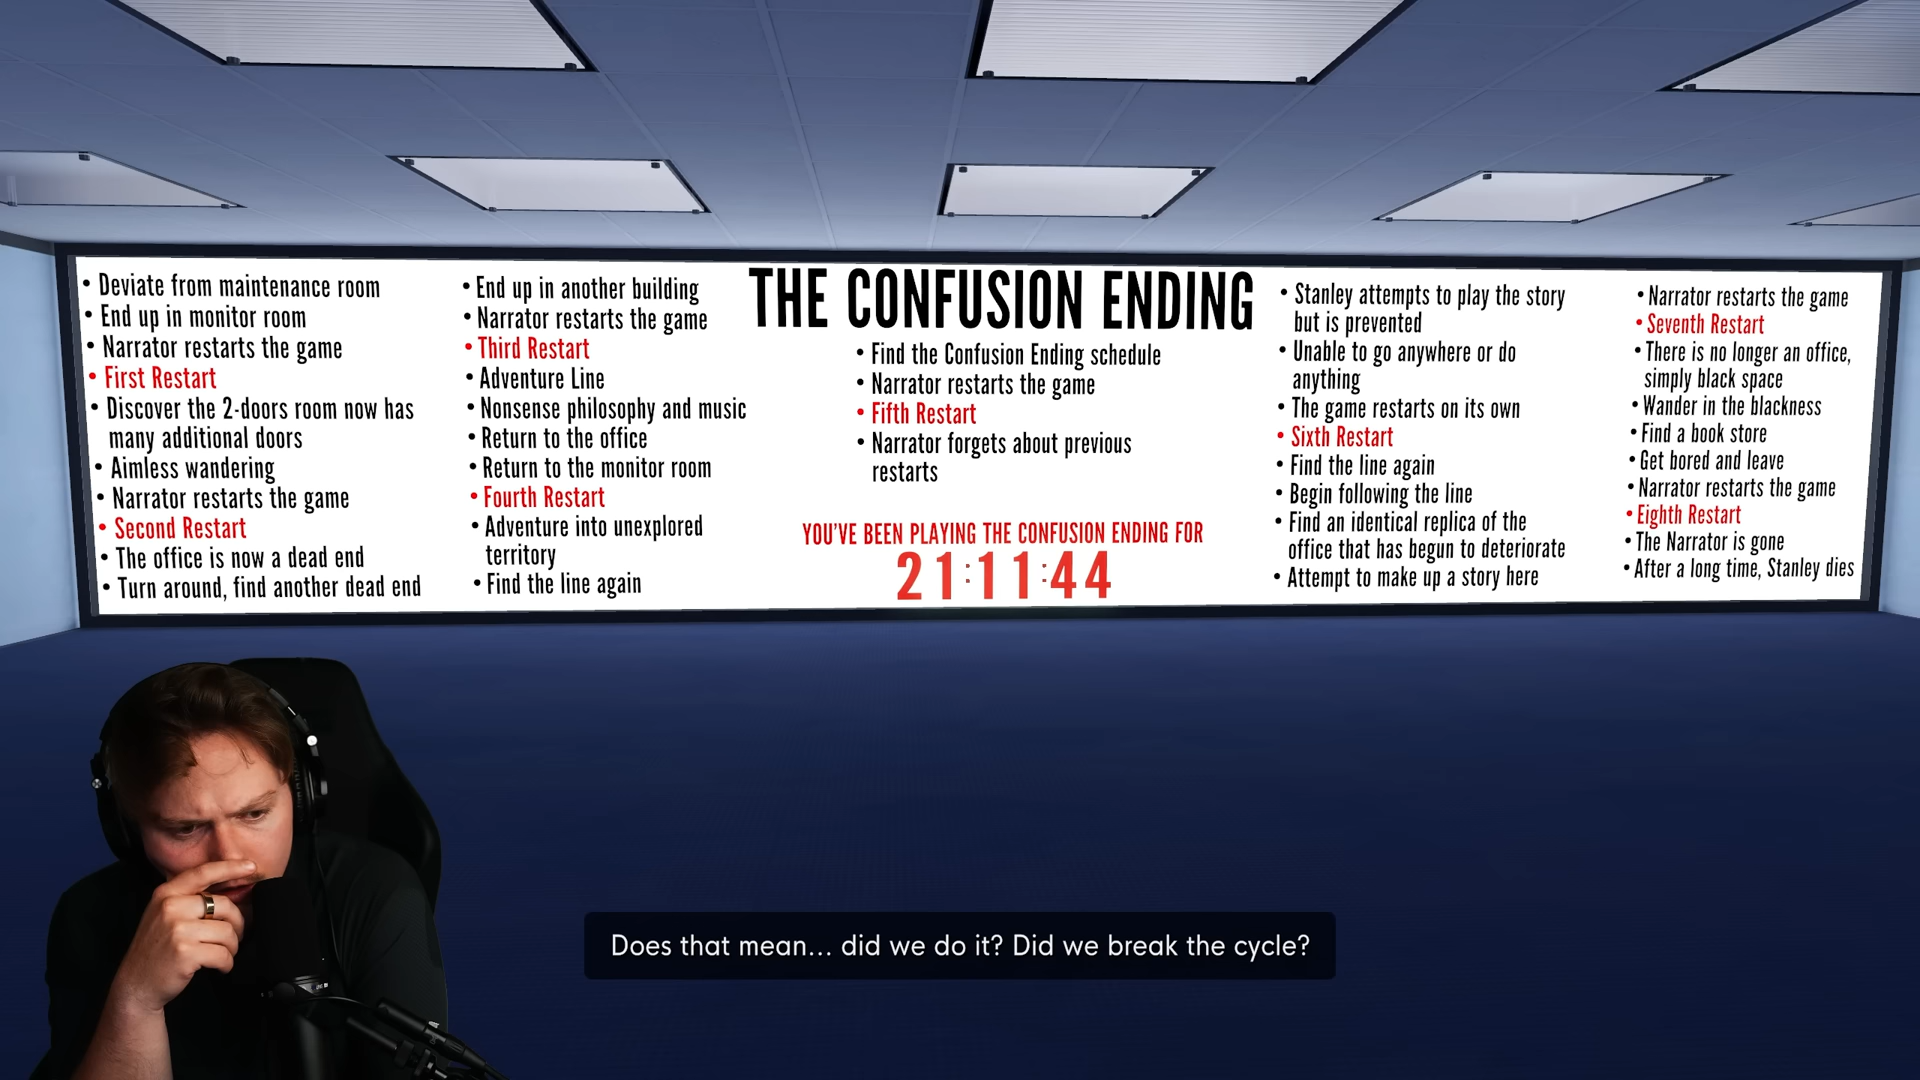 • Deviate from maintenance room
• End up in monitor room
• Narrator restarts the game
• First Restart
• Discover the 2-doors room now has
many additional doors
• Aimless wandering
• Narrator restarts the game
• Second Restart
• The office is now a dead end
• Turn around, find another dead end
• End up in another building
• Narrator restarts the game
• Third Restart
• Adventure Line
• Nonsense philosophy and music
• Return to the office
• Return to the monitor room
• Fourth Restart
• Adventure into unexplored
territory
• Find the line again
THE CONFUSION ENDING
• Find the Confusion Ending schedule
• Narrator restarts the game
• Fifth Restart
• Narrator forgets about previous
restarts
YOU'VE BEEN PLAYING THE CONFUSION ENDING FOR
21:11:44
• Stanley attempts to play the story
but is prevented
• Unable to go anywhere or do
anything
• The game restarts on its own
• Sixth Restart
• Find the line again
• Begin following the line
• Find an identical replica of the
office that has begun to deteriorate
• Attempt to make up a story here
• Narrator restarts the game
• Seventh Restart
• There is no longer an office,
simply black space
• Wander in the blackness
• Find a book store
• Get bored and leave
• Narrator restarts the game
• Eighth Restart
• The Narrator is gone
• After a long time, Stanley dies
Does that mean... did we do it? Did we break the cycle?